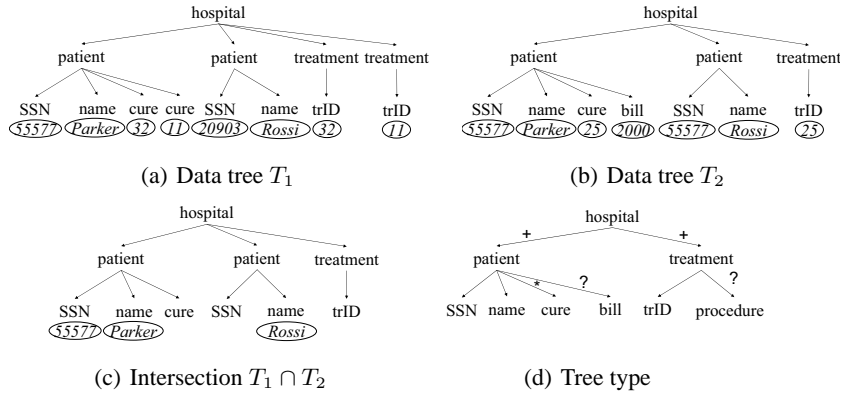 hospital hospital
patient patient treatment treatment patient patient treatment
SSN name cure cure SSN name trID trID SSN name cure bill SSN name trID
55577 Parker 32 11 20903 Rossi 32 11 55577 Parker 25 2000 55577 Rossi 25
(a) Data tree T1 (b) Data tree T2
hospital hospital
+ +
patient patient treatment patient treatment
* ? ?
SSN name cure SSN name trID SSN name cure bill trID procedure
55577 Parker Rossi
(c) Intersection T1 ∩ T2 (d) Tree type